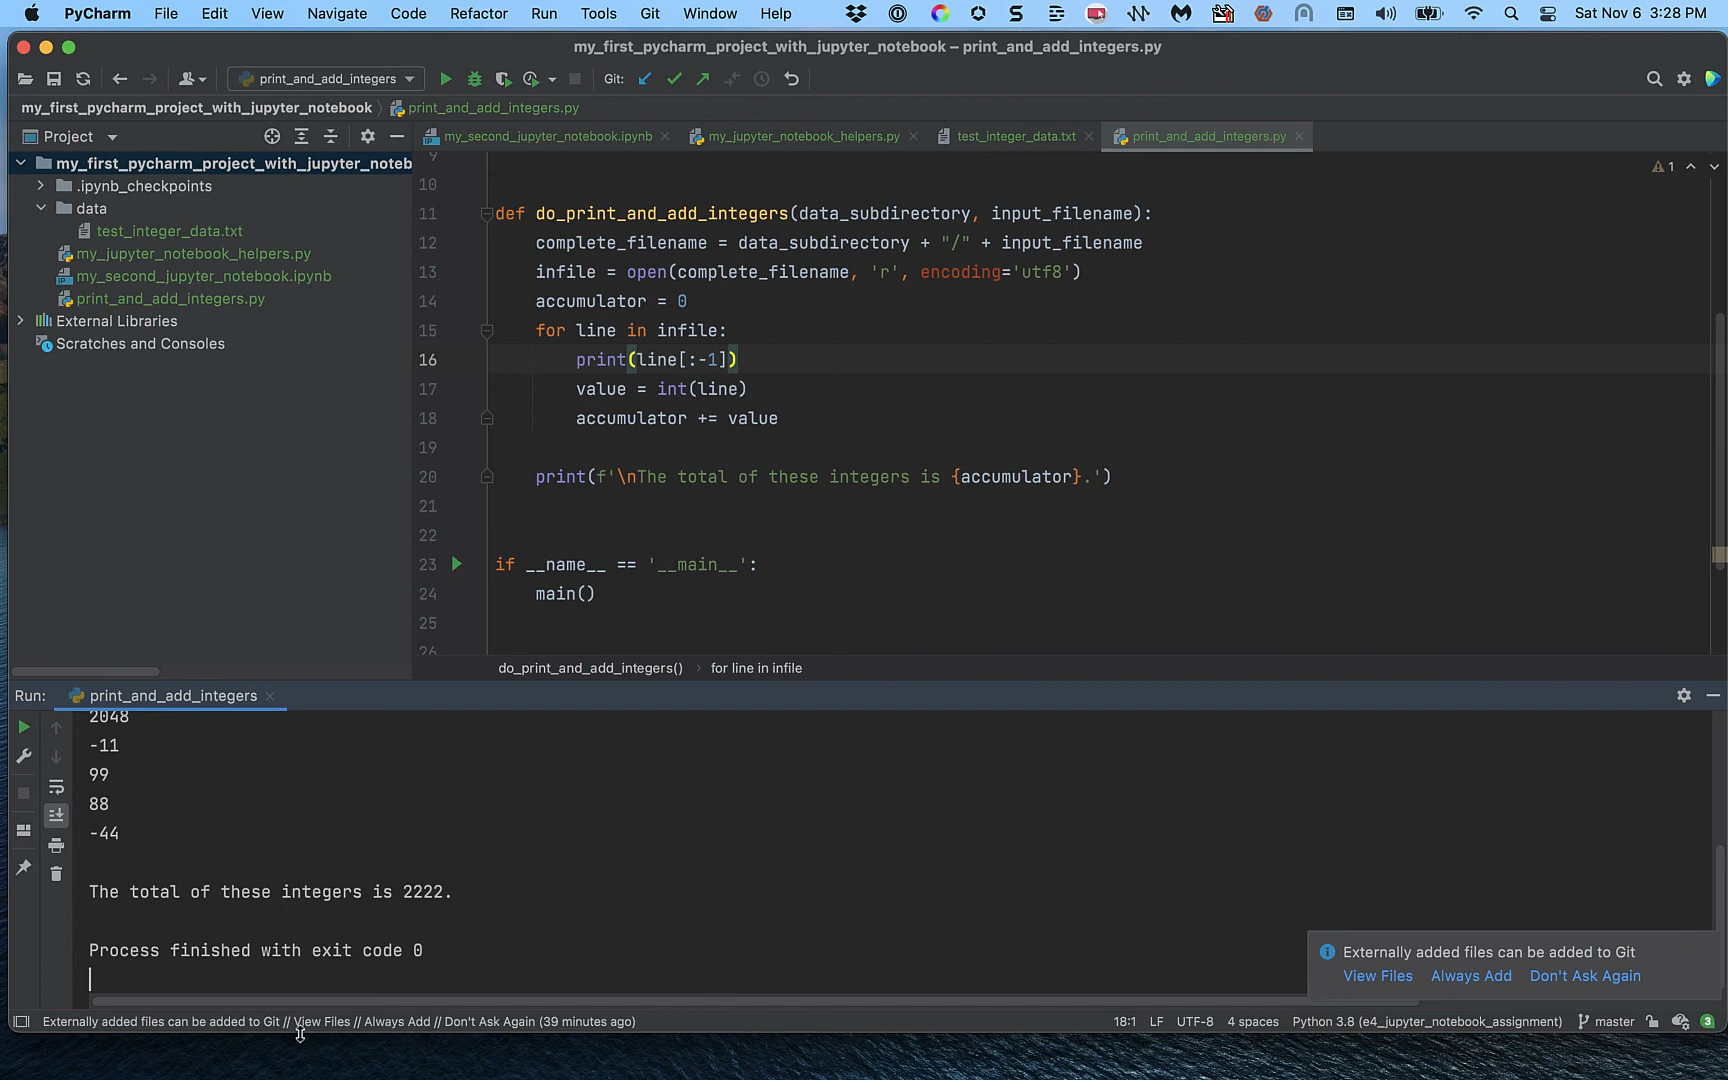 PyCharm File Edit View Navigate Code Refactor Run Tools Git Window Help Sat Nov 6 3:28 PM
my_first_pycharm_project_with_jupyter_notebook – print_and_add_integers.py
print_and_add_integers Git:
my_first_pycharm_project_with_jupyter_notebook print_and_add_integers.py
Project
my_second_jupyter_notebook.ipynb my_jupyter_notebook_helpers.py test_integer_data.txt print_and_add_integers.py
my_first_pycharm_project_with_jupyter_noteb
.ipynb_checkpoints
data
test_integer_data.txt
my_jupyter_notebook_helpers.py
my_second_jupyter_notebook.ipynb
print_and_add_integers.py
External Libraries
Scratches and Consoles
1
9
10
11 def do_print_and_add_integers(data_subdirectory, input_filename):
12 complete_filename = data_subdirectory + "/" + input_filename
13 infile = open(complete_filename, 'r', encoding='utf8')
14 accumulator = 0
15 for line in infile:
16 print(line[:-1])
17 value = int(line)
18 accumulator += value
19
20 print(f'\nThe total of these integers is {accumulator}.')
21
22
23 if __name__ == '__main__':
24 main()
25
26
do_print_and_add_integers() for line in infile
Run: print_and_add_integers
2048
-11
99
88
-44
The total of these integers is 2222.
Process finished with exit code 0
Externally added files can be added to Git
View Files Always Add Don't Ask Again
Externally added files can be added to Git // View Files // Always Add // Don't Ask Again (39 minutes ago) 18:1 LF UTF-8 4 spaces Python 3.8 (e4_jupyter_notebook_assignment) master 3